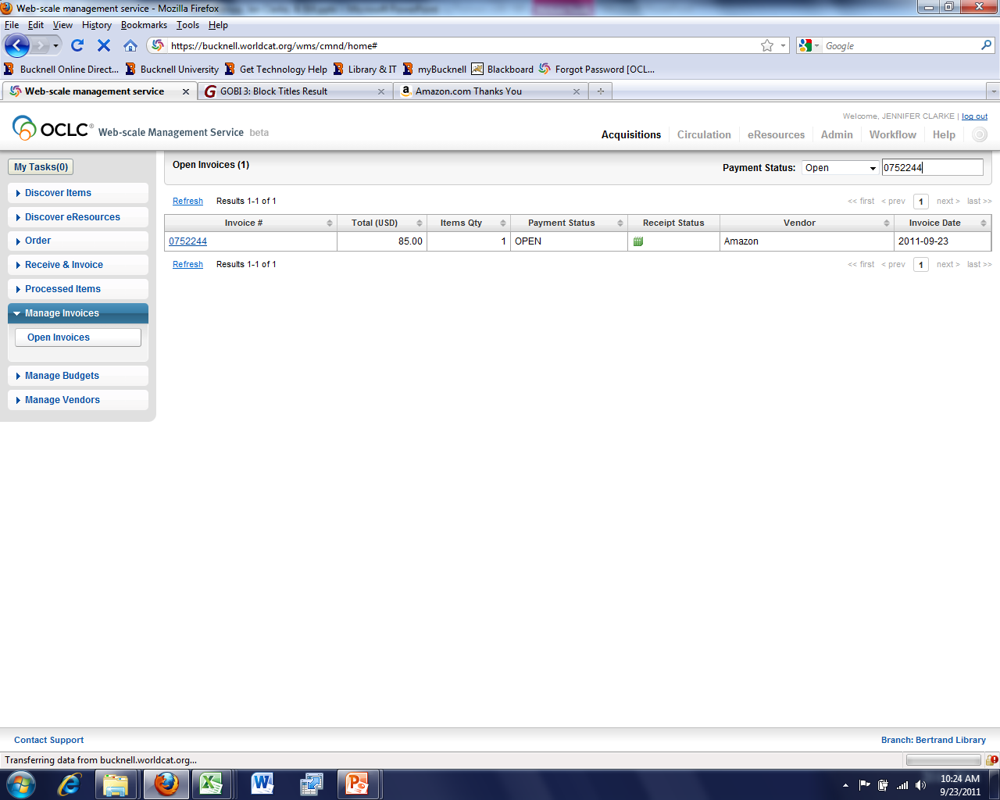 Web-scale management service - Mozilla Firefox
File Edit View History Bookmarks Tools Help
https://bucknell.worldcat.org/wms/cmnd/home# Google
Bucknell Online Direct... Bucknell University Get Technology Help Library & IT myBucknell Blackboard Forgot Password [OCL...
Web-scale management service GOBI 3: Block Titles Result Amazon.com Thanks You
Welcome, JENNIFER CLARKE | log out
OCLC® Web-scale Management Service beta
Acquisitions Circulation eResources Admin Workflow Help
My Tasks(0)
Discover Items
Discover eResources
Order
Receive & Invoice
Processed Items
Manage Invoices
Open Invoices
Manage Budgets
Manage Vendors
Open Invoices (1) Payment Status: Open 0752244
Refresh Results 1-1 of 1 << first < prev 1 next > last >>
Invoice # Total (USD) Items Qty Payment Status Receipt Status Vendor Invoice Date
0752244 85.00 1 OPEN Amazon 2011-09-23
Refresh Results 1-1 of 1 << first < prev 1 next > last >>
Contact Support Branch: Bertrand Library
Transferring data from bucknell.worldcat.org...
10:24 AM
9/23/2011